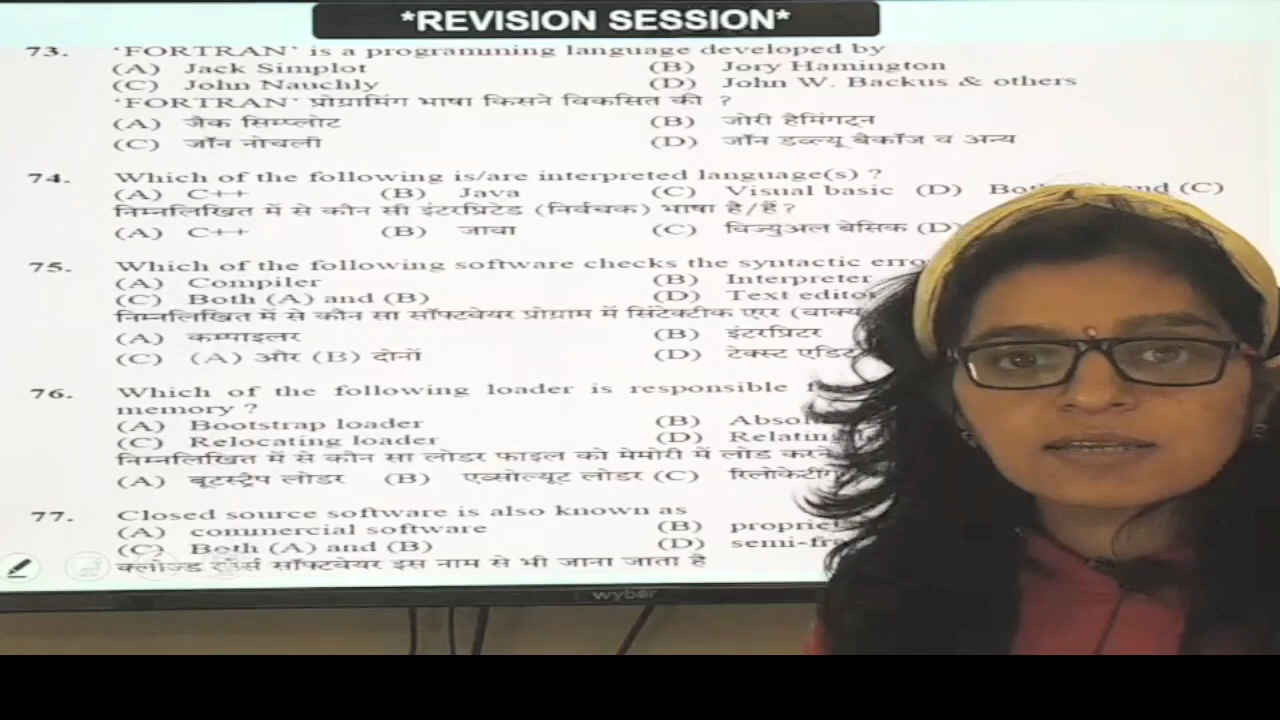 *REVISION SESSION*
73. 'FORTRAN' is a programming language developed by
(A) Jack Simplot (B) Jory Hamington
(C) John Nauchly (D) John W. Backus & others
'FORTRAN' प्रोग्रामिंग भाषा किसने विकसित की ?
(A) जैक सिम्प्लोट (B) जोरी हैमिंगट्न
(C) जॉन नोचली (D) जॉन डब्ल्यू बैकॉज व अन्य
74. Which of the following is/are interpreted language(s) ?
(A) C++ (B) Java (C) Visual basic (D) and (C)
निम्नलिखित में से कौन सी इंटरप्रिटेड (निर्वचक) भाषा है/हैं ?
(A) C++ (B) जावा (C) विज्युअल बेसिक (D)
75. Which of the following software checks the syntactic
(A) Compiler (B) Interpreter
(C) Both (A) and (B) (D) Text editor
निम्नलिखित में से कौन सा सॉफ्टवेयर प्रोग्राम में सिंटेक्टीक एरर
(A) कम्पाइलर (B) इंटरप्रिटर
(C) (A) और (B) दोनों (D) टेक्स्ट
76. Which of the following loader is responsible
memory ?
(A) Bootstrap loader (B)
(C) Relocating loader (D)
निम्नलिखित में से कौन सा लोडर फाइल को मेमोरी में लोड करने
(A) बूटस्ट्रैप लोडर (B) एब्सोल्यूट लोडर (C)
77. Closed source software is also known as
(A) commercial software (B)
(C) Both (A) and (B) (D)
क्लोज्ड सोर्स सॉफ्टवेयर इस नाम से भी जाना जाता है
wybor